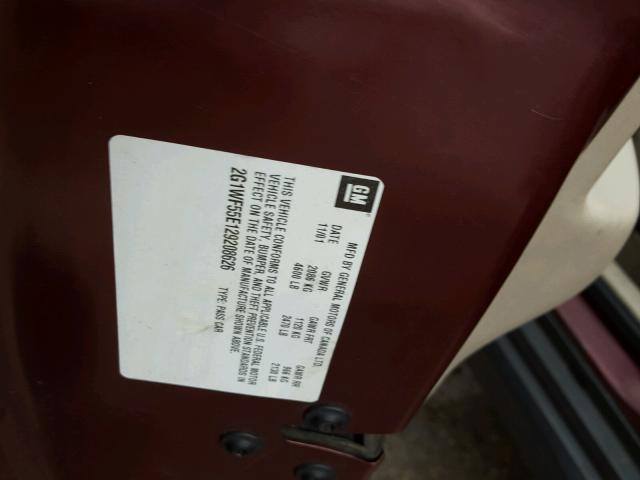 GM
MFD BY GENERAL MOTORS OF CANADA LTD.
DATE GVWR GAWR FRT GAWR RR
11/01 2086 KG 1120 KG 966 KG
4600 LB 2470 LB 2130 LB
THIS VEHICLE CONFORMS TO ALL APPLICABLE U.S. FEDERAL MOTOR
VEHICLE SAFETY, BUMPER, AND THEFT PREVENTION STANDARDS IN
EFFECT ON THE DATE OF MANUFACTURE SHOWN ABOVE.
2G1WF55E129208626 TYPE: PASS CAR